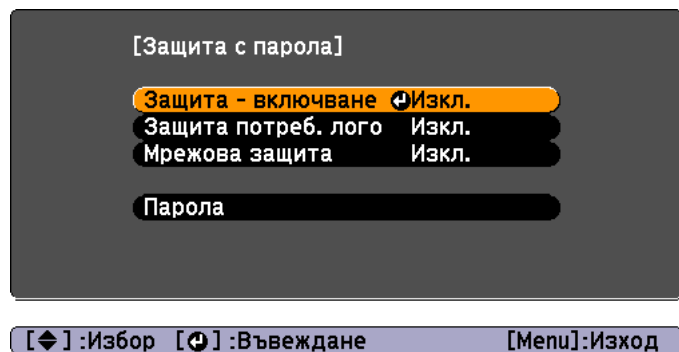 [Защита с парола]
Защита - включване Изкл.
Защита потреб. лого Изкл.
Мрежова защита Изкл.
Парола
[ ] :Избор [ ] :Въвеждане [Menu]:Изход